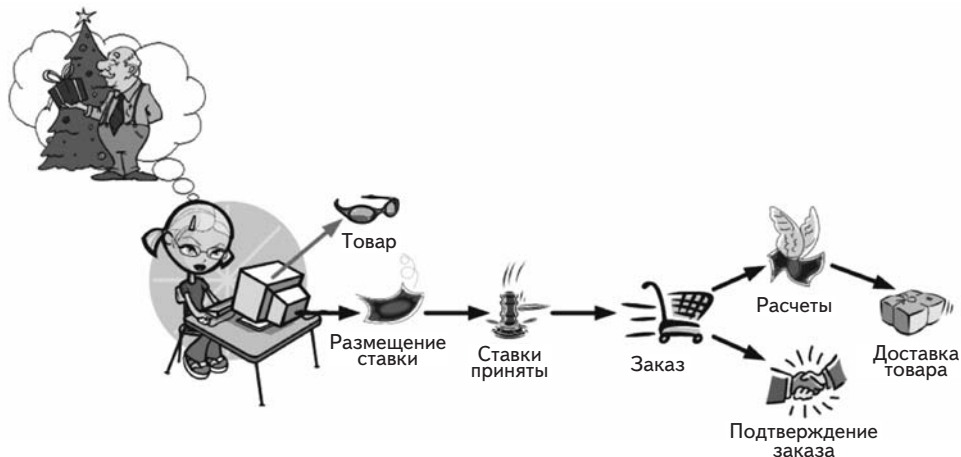 Товар
Размещение
ставки
Ставки
приняты
Заказ
Расчеты
Доставка
товара
Подтверждение
заказа